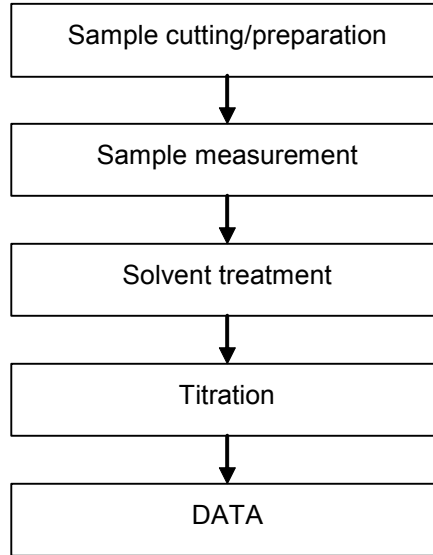 Sample cutting/preparation
Sample measurement
Solvent treatment
Titration
DATA